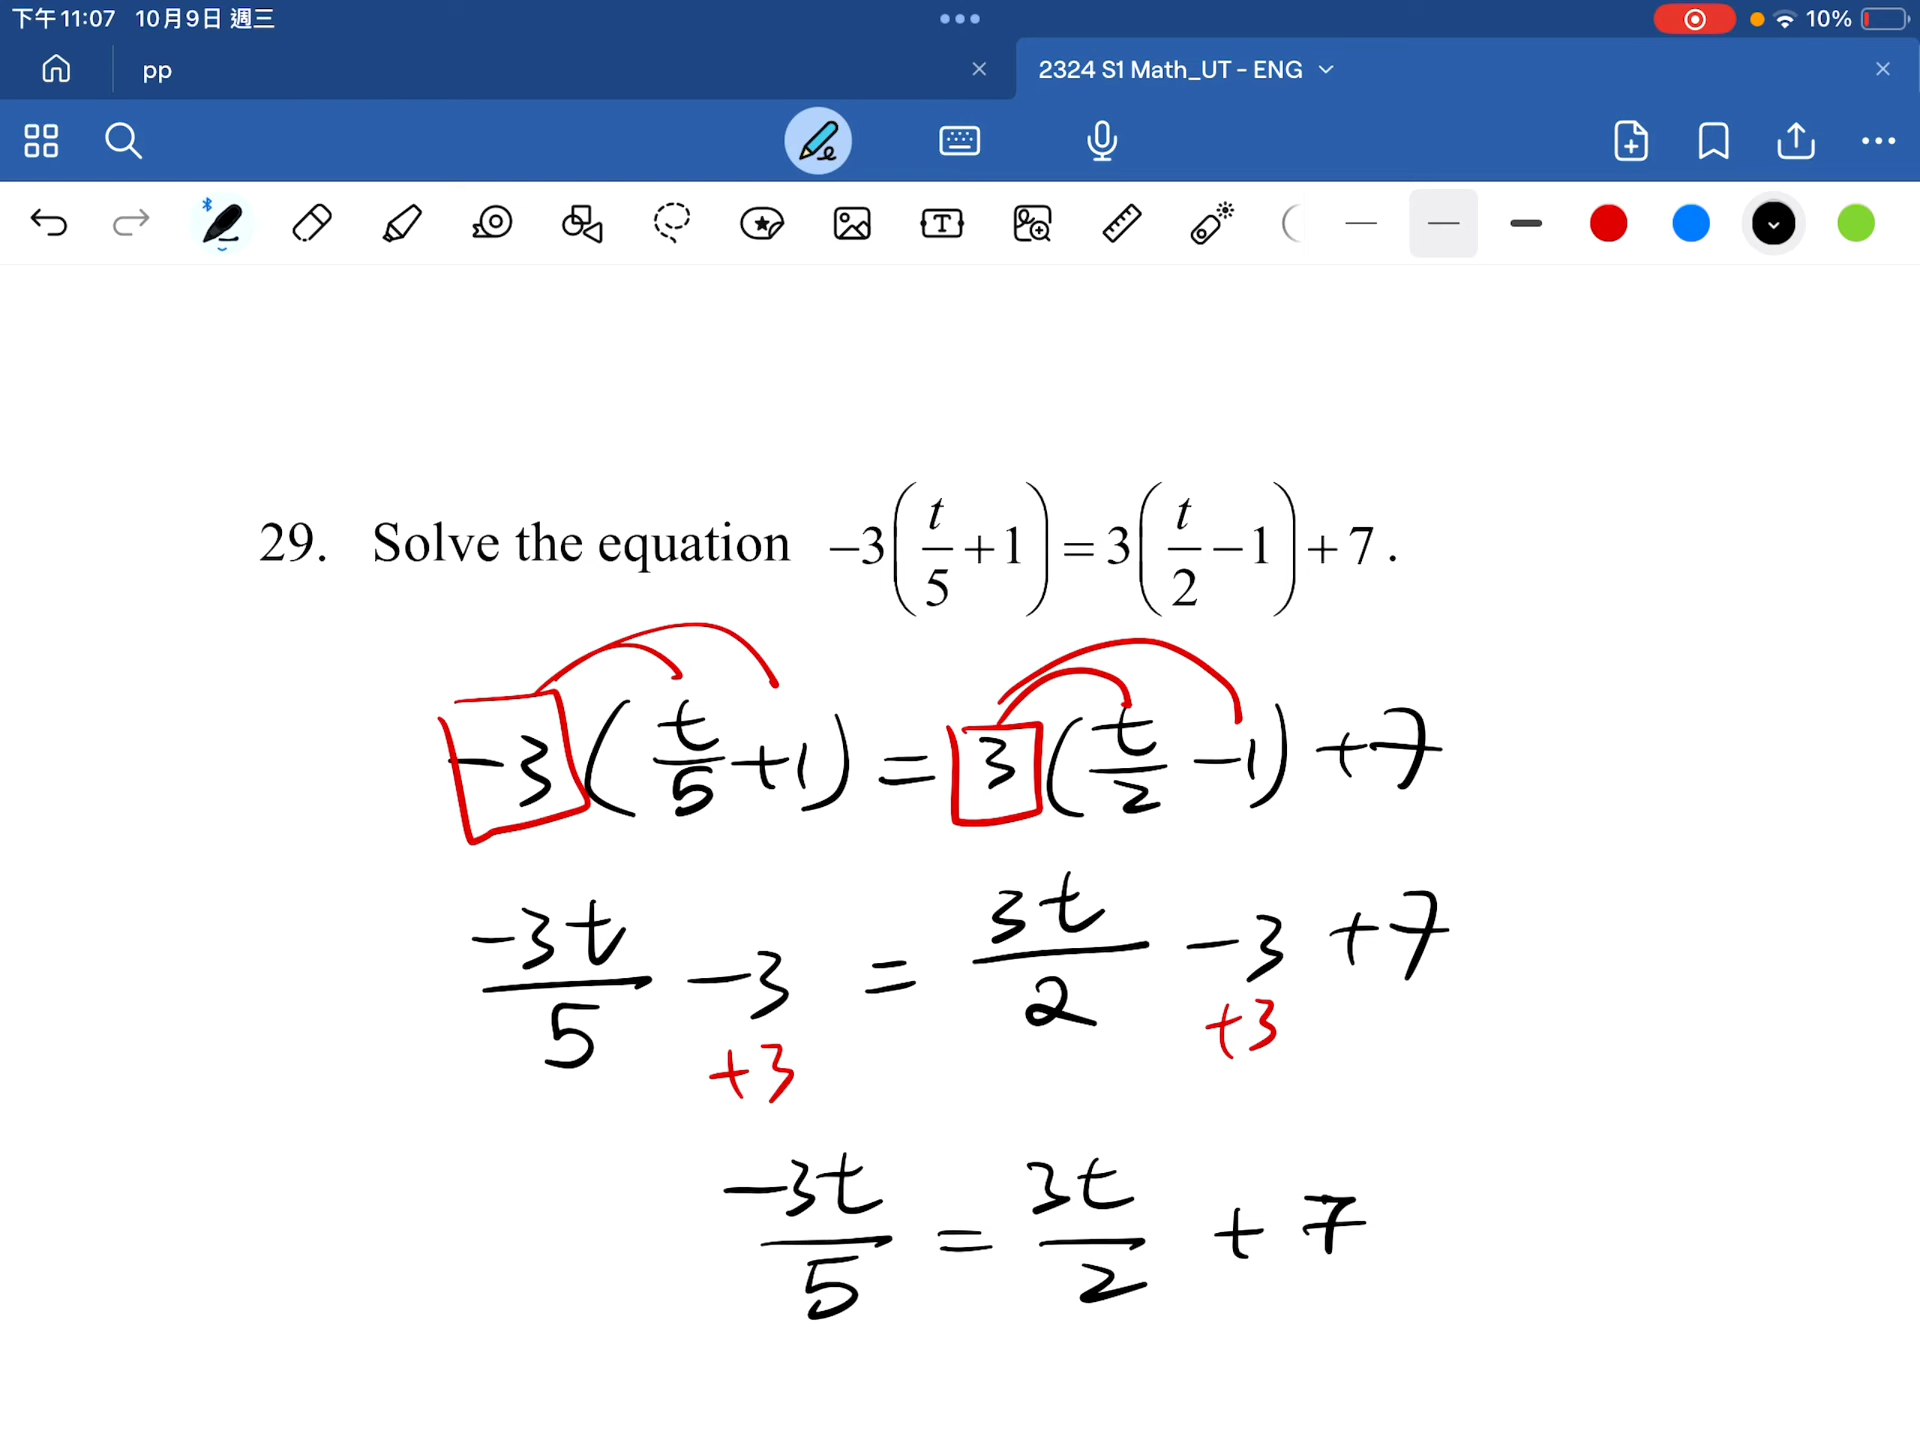 下午11:07 10月9日 週三 10%
pp 2324 S1 Math_UT - ENG
29. Solve the equation −3(t/5+1)=3(t/2−1)+7.
−3(t/5+1)=3(t/2−1)+7
−3t/5 −3 = 3t/2 −3 +7
+3 +3
−3t/5 = 3t/2 + 7